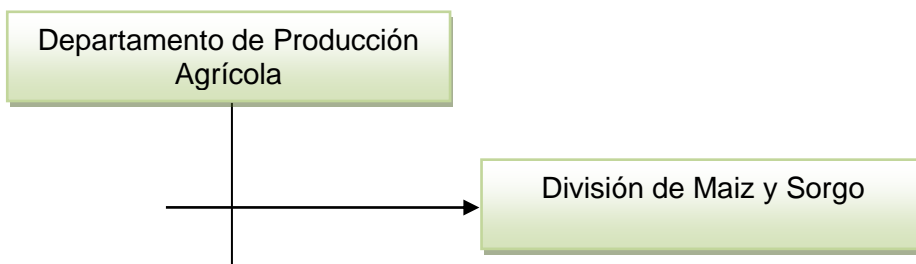 Departamento de Producción
Agrícola
División de Maiz y Sorgo